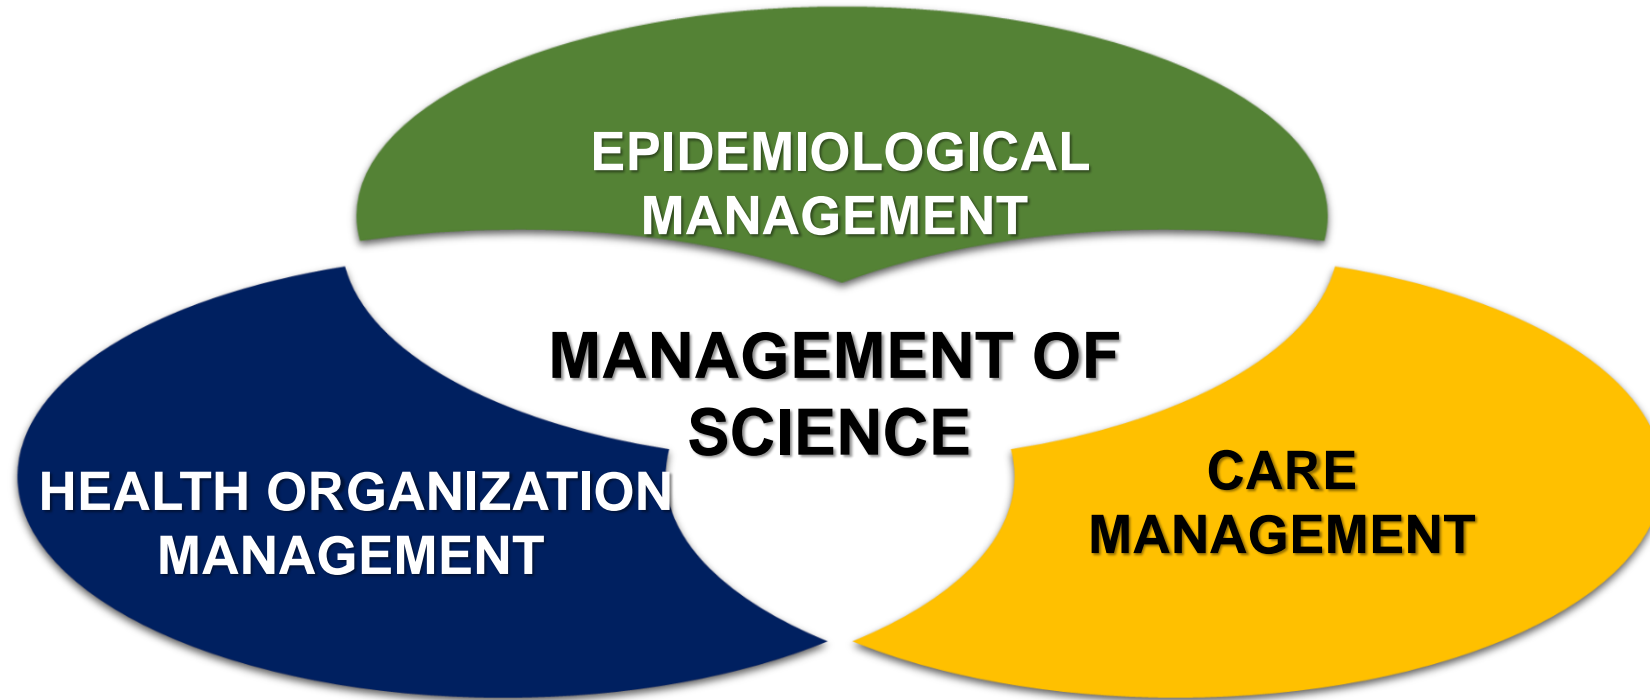 EPIDEMIOLOGICAL
MANAGEMENT
MANAGEMENT OF
SCIENCE
HEALTH ORGANIZATION
MANAGEMENT
CARE
MANAGEMENT